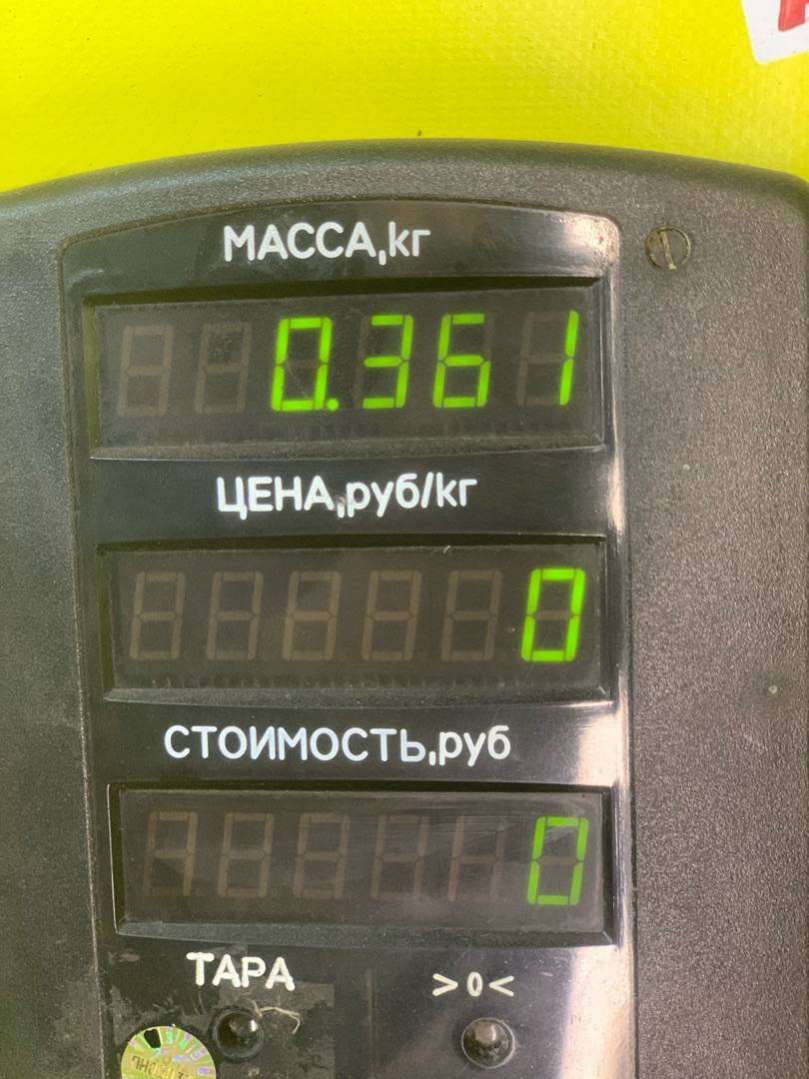 МАССА,кг
0.361
ЦЕНА,руб/кг
0
СТОИМОСТЬ,руб
0
ТАРА >0<